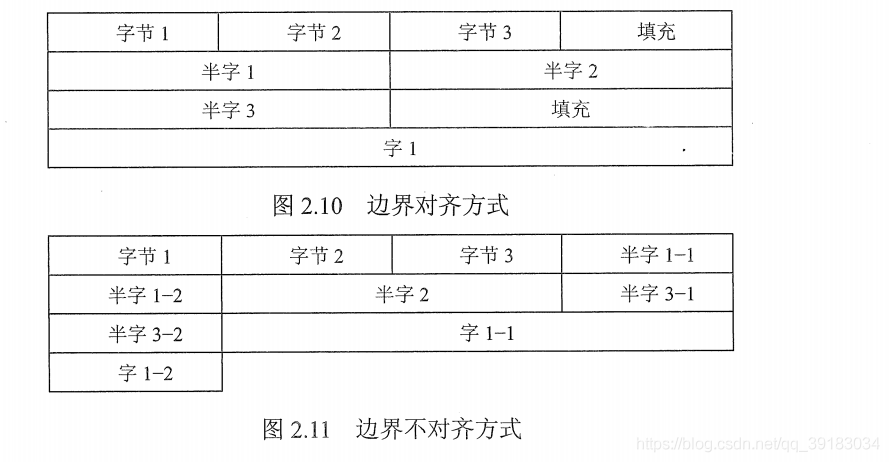 字节 1 字节 2 字节 3 填充
半字 1 半字 2
半字 3 填充
字 1
图 2.10 边界对齐方式
字节 1 字节 2 字节 3 半字 1-1
半字 1-2 半字 2 半字 3-1
半字 3-2 字 1-1
字 1-2
图 2.11 边界不对齐方式
https://blog.csdn.net/qq_39183034